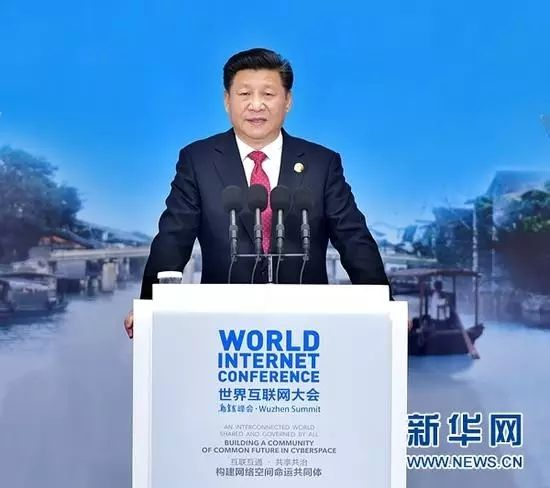 WORLD
INTERNET
CONFERENCE
世界互联网大会
乌镇峰会·Wuzhen Summit
AN INTERCONNECTED WORLD
SHARED AND GOVERNED BY ALL
BUILDING A COMMUNITY
OF COMMON FUTURE IN CYBERSPACE
互联互通 · 共享共治
构建网络空间命运共同体
新华网
WWW.NEWS.CN